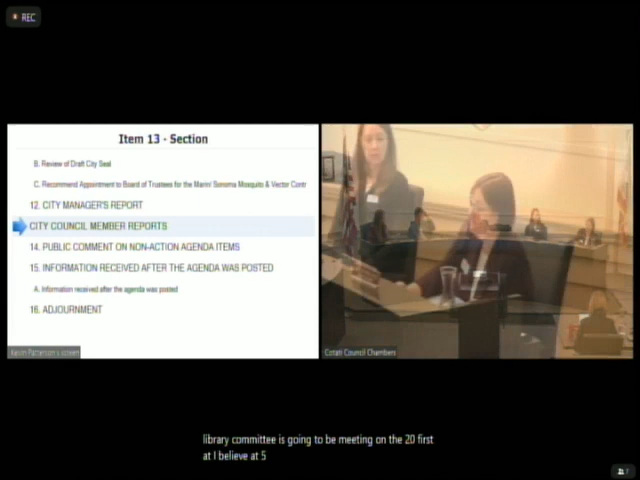 REC
Item 13 - Section
B. Review of Draft City Seal
C. Recommend Appointment to Board of Trustees for the Marin/ Sonoma Mosquito & Vector Contr
12. CITY MANAGER'S REPORT
CITY COUNCIL MEMBER REPORTS
14. PUBLIC COMMENT ON NON-ACTION AGENDA ITEMS
15. INFORMATION RECEIVED AFTER THE AGENDA WAS POSTED
A. Information received after the agenda was posted
16. ADJOURNMENT
Kevin Patterson's screen
Cotati Council Chambers
library committee is going to be meeting on the 20 first
at I believe at 5
7